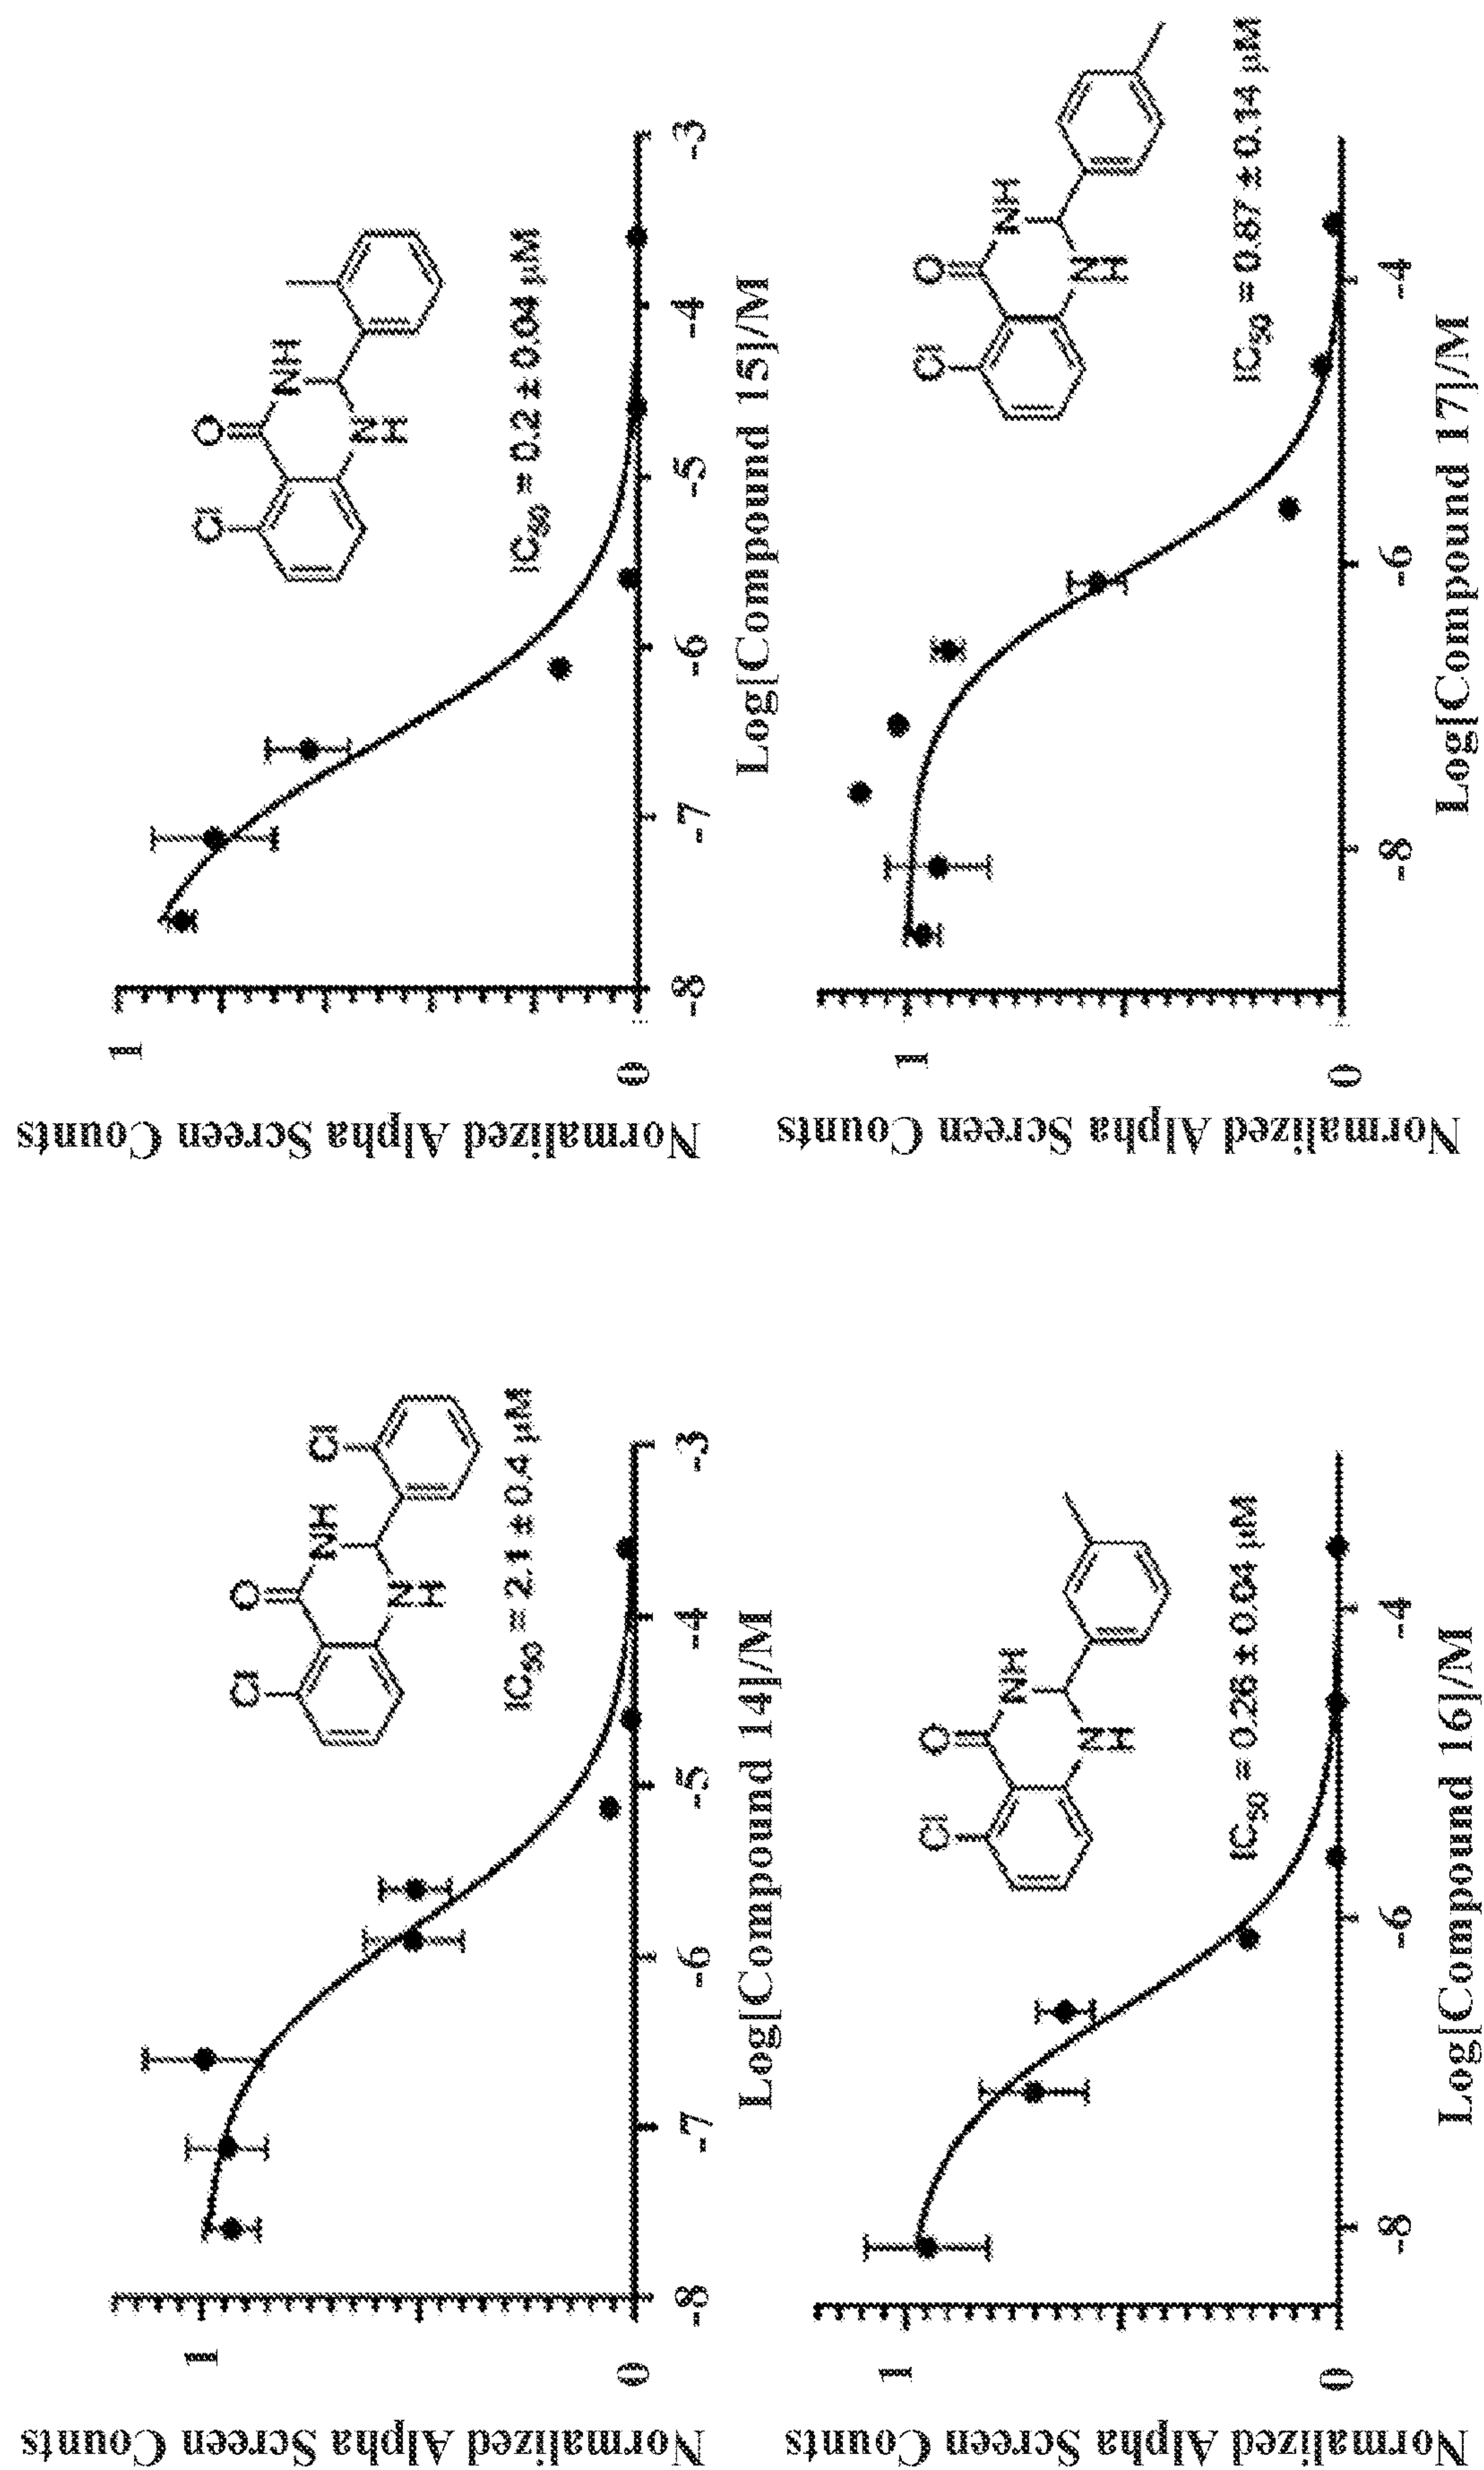 Normalized Alpha Screen Counts
1
0
Cl
O
NH
N
H
Cl
IC50 = 2.1 ± 0.4 µM
-8
-7
-6
-5
-4
-3
Log[Compound 14]/M
Normalized Alpha Screen Counts
1
0
Cl
O
NH
N
H
IC50 = 0.2 ± 0.04 µM
-8
-7
-6
-5
-4
-3
Log[Compound 15]/M
Normalized Alpha Screen Counts
1
0
Cl
O
NH
N
H
IC50 = 0.26 ± 0.04 µM
-8
-6
-4
Log[Compound 16]/M
Normalized Alpha Screen Counts
1
0
Cl
O
NH
N
H
IC50 = 0.87 ± 0.14 µM
-8
-6
-4
Log[Compound 17]/M